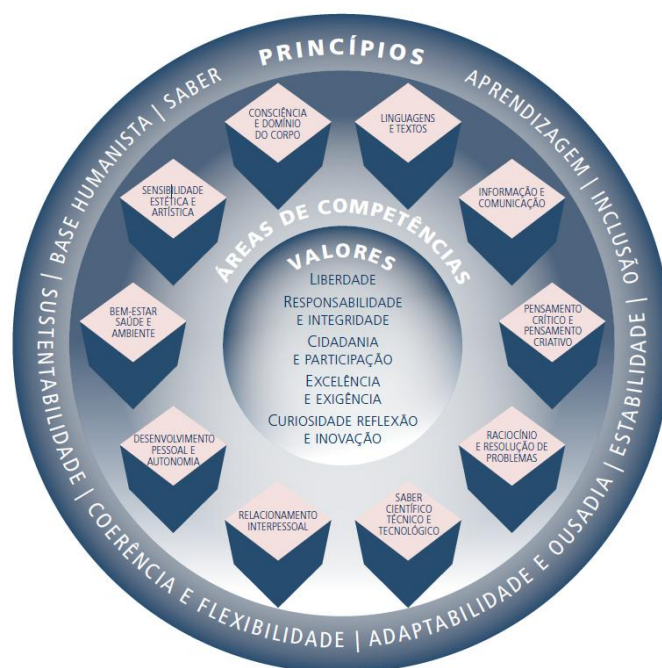 PRINCÍPIOS
BASE HUMANISTA | SABER
APRENDIZAGEM | INCLUSÃO | ESTABILIDADE | ADAPTABILIDADE E OUSADIA | COERÊNCIA E FLEXIBILIDADE | SUSTENTABILIDADE |
CONSCIÊNCIA
E DOMÍNIO
DO CORPO
LINGUAGENS
E TEXTOS
SENSIBILIDADE
ESTÉTICA E
ARTÍSTICA
INFORMAÇÃO E
COMUNICAÇÃO
ÁREAS DE COMPETÊNCIAS
VALORES
LIBERDADE
RESPONSABILIDADE
E INTEGRIDADE
CIDADANIA
E PARTICIPAÇÃO
EXCELÊNCIA
E EXIGÊNCIA
CURIOSIDADE REFLEXÃO
E INOVAÇÃO
BEM-ESTAR
SAÚDE E
AMBIENTE
PENSAMENTO
CRÍTICO E
PENSAMENTO
CRIATIVO
DESENVOLVIMENTO
PESSOAL E
AUTONOMIA
RACIOCÍNIO
E RESOLUÇÃO DE
PROBLEMAS
RELACIONAMENTO
INTERPESSOAL
SABER
CIENTÍFICO
TÉCNICO E
TECNOLÓGICO